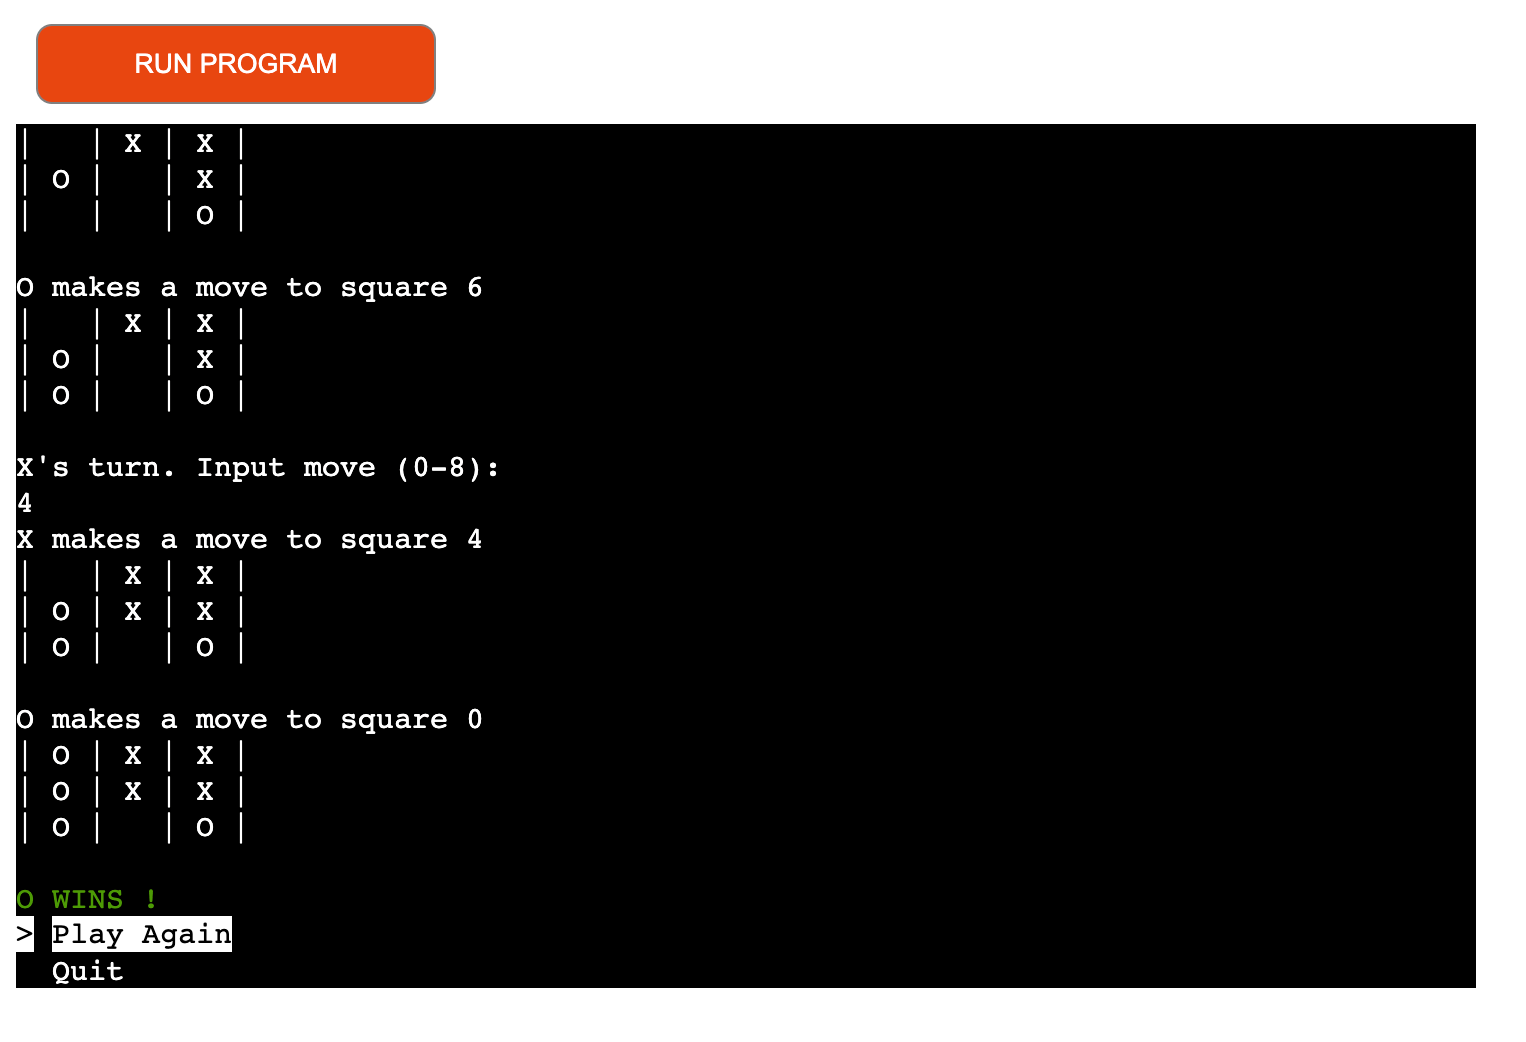 RUN PROGRAM
|   | X | X |
| O |   | X |
|   |   | O |
O makes a move to square 6
|   | X | X |
| O |   | X |
| O |   | O |
X's turn. Input move (0-8):
4
X makes a move to square 4
|   | X | X |
| O | X | X |
| O |   | O |
O makes a move to square 0
| O | X | X |
| O | X | X |
| O |   | O |
O WINS !
> Play Again
  Quit